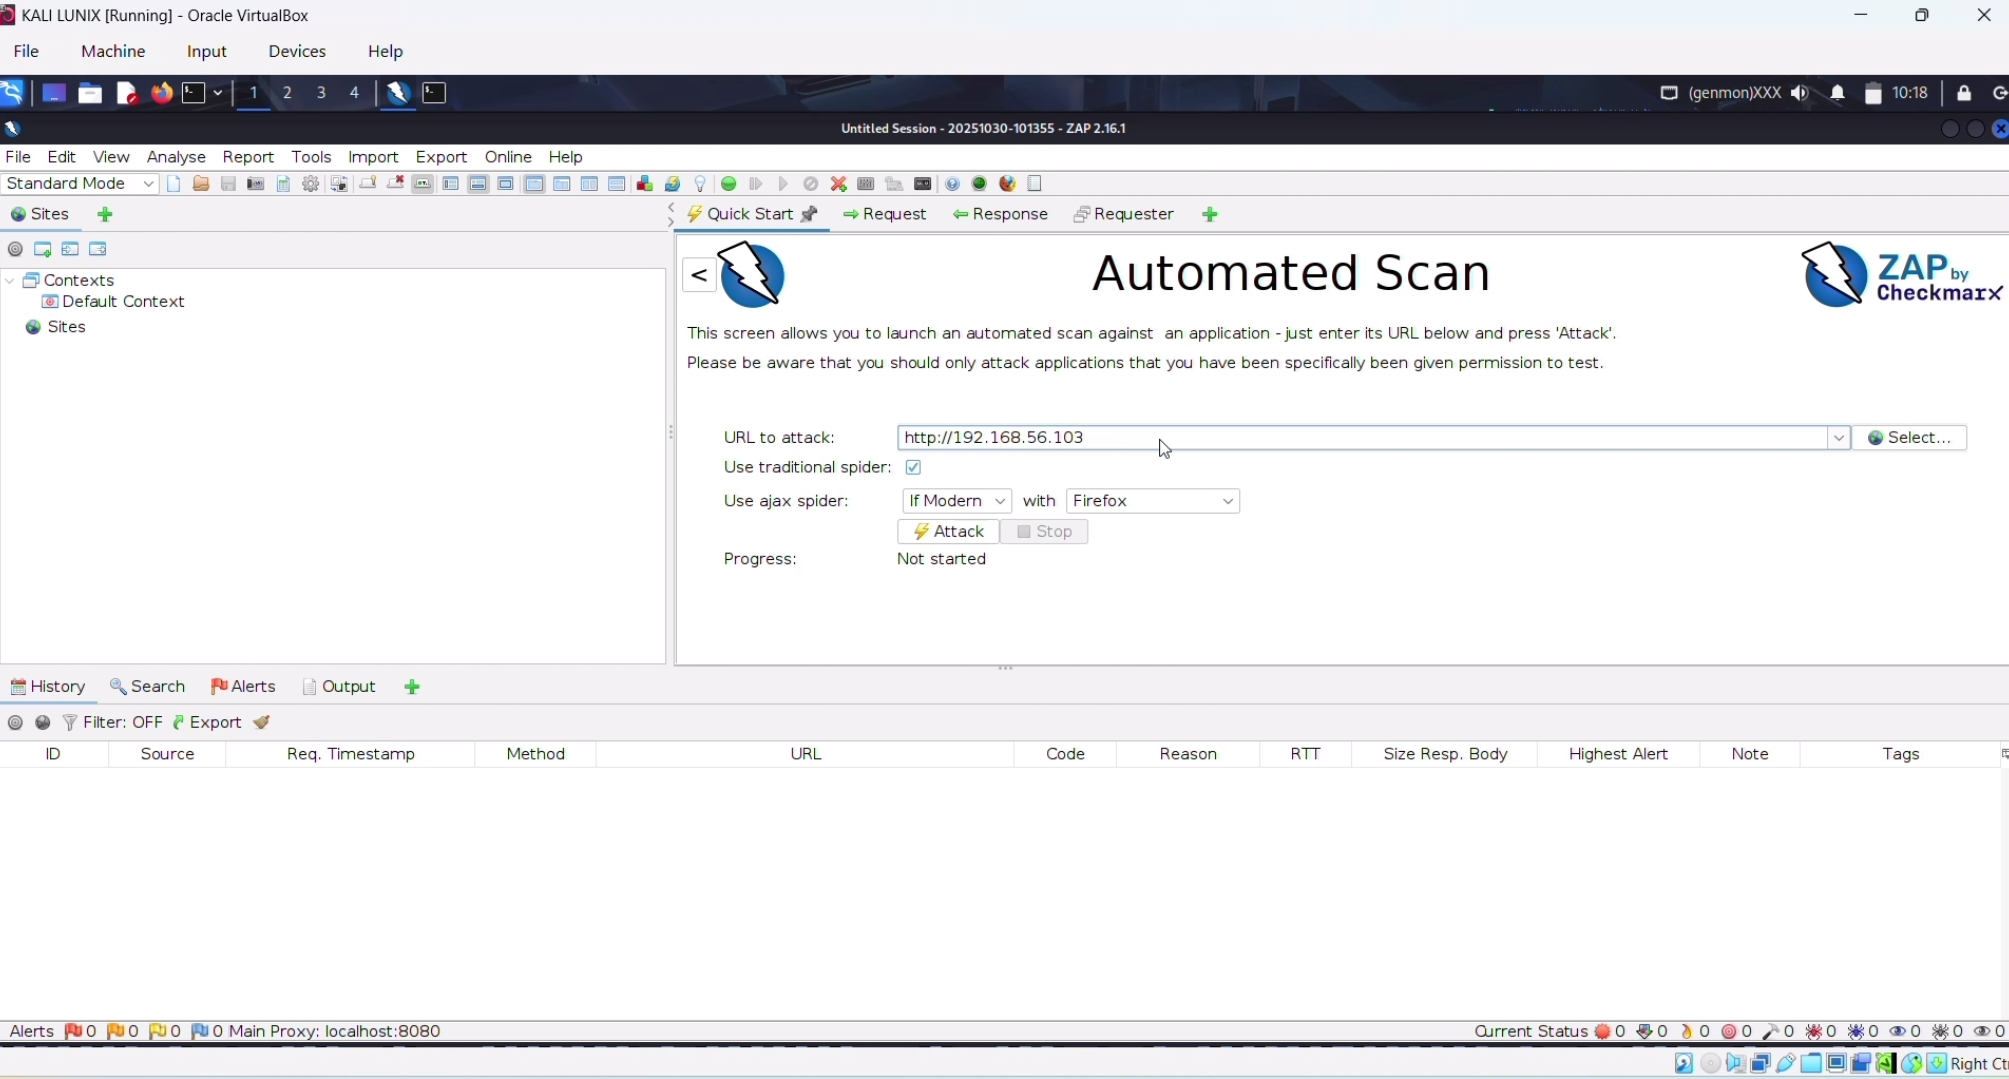 KALI LUNIX [Running] - Oracle VirtualBox
File Machine Input Devices Help
1 2 3 4 (genmon)XXX 10:18
Untitled Session - 20251030-101355 - ZAP 2.16.1
File Edit View Analyse Report Tools Import Export Online Help
Standard Mode
Sites
Quick Start Request Response Requester
Contexts
Default Context
Sites
< Automated Scan
ZAP by Checkmarx
This screen allows you to launch an automated scan against an application - just enter its URL below and press 'Attack'.
Please be aware that you should only attack applications that you have been specifically been given permission to test.
URL to attack: http://192.168.56.103 Select...
Use traditional spider:
Use ajax spider: If Modern with Firefox
Attack Stop
Progress: Not started
History Search Alerts Output
Filter: OFF Export
ID Source Req. Timestamp Method URL Code Reason RTT Size Resp. Body Highest Alert Note Tags
Alerts 0 0 0 0 Main Proxy: localhost:8080 Current Status 0 0 0 0 0 0 0 0 0 0
Right Ct